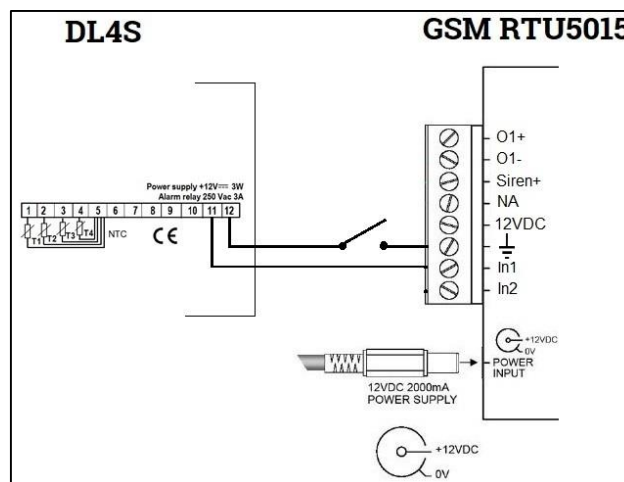 DL4S
GSM RTU5015
Power supply +12V⎓ 3W
Alarm relay 250 Vac 3A
1 2 3 4 5 6 7 8 9 10 11 12
T1 T2 T3 T4 NTC CE
O1+
O1-
Siren+
NA
12VDC
In1
In2
+12VDC
0V
POWER
INPUT
12VDC 2000mA
POWER SUPPLY
+12VDC
0V